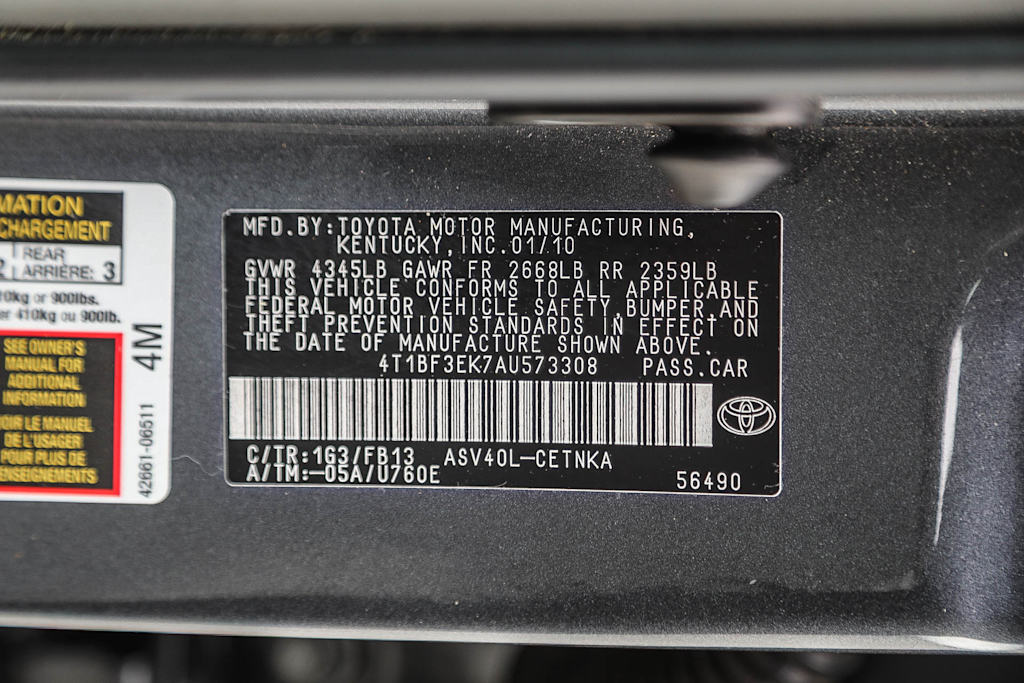 MATION
CHARGEMENT
2 REAR
ARRIÈRE: 3
10kg or 900lbs.
er 410kg ou 900lb.
SEE OWNER'S
MANUAL FOR
ADDITIONAL
INFORMATION
OIR LE MANUEL
DE L'USAGER
POUR PLUS DE
ENSEIGNEMENTS
4M
42661-06511
MFD.BY:TOYOTA MOTOR MANUFACTURING,
KENTUCKY,INC.01/10
GVWR 4345LB GAWR FR 2668LB RR 2359LB
THIS VEHICLE CONFORMS TO ALL APPLICABLE
FEDERAL MOTOR VEHICLE SAFETY,BUMPER,AND
THEFT PREVENTION STANDARDS IN EFFECT ON
THE DATE OF MANUFACTURE SHOWN ABOVE.
4T1BF3EK7AU573308 PASS.CAR
C/TR:1G3/FB13 ASV40L-CETNKA
A/TM:-05A/U760E
56490